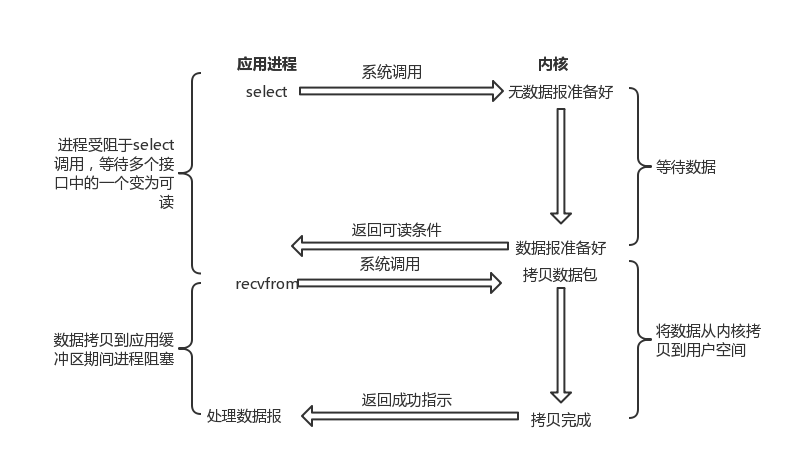 应用进程
内核
系统调用
select
无数据报准备好
进程受阻于select
调用，等待多个接
口中的一个变为可
读
等待数据
返回可读条件
数据报准备好
系统调用
拷贝数据包
recvfrom
数据拷贝到应用缓
冲区期间进程阻塞
将数据从内核拷
贝到用户空间
返回成功指示
处理数据报
拷贝完成